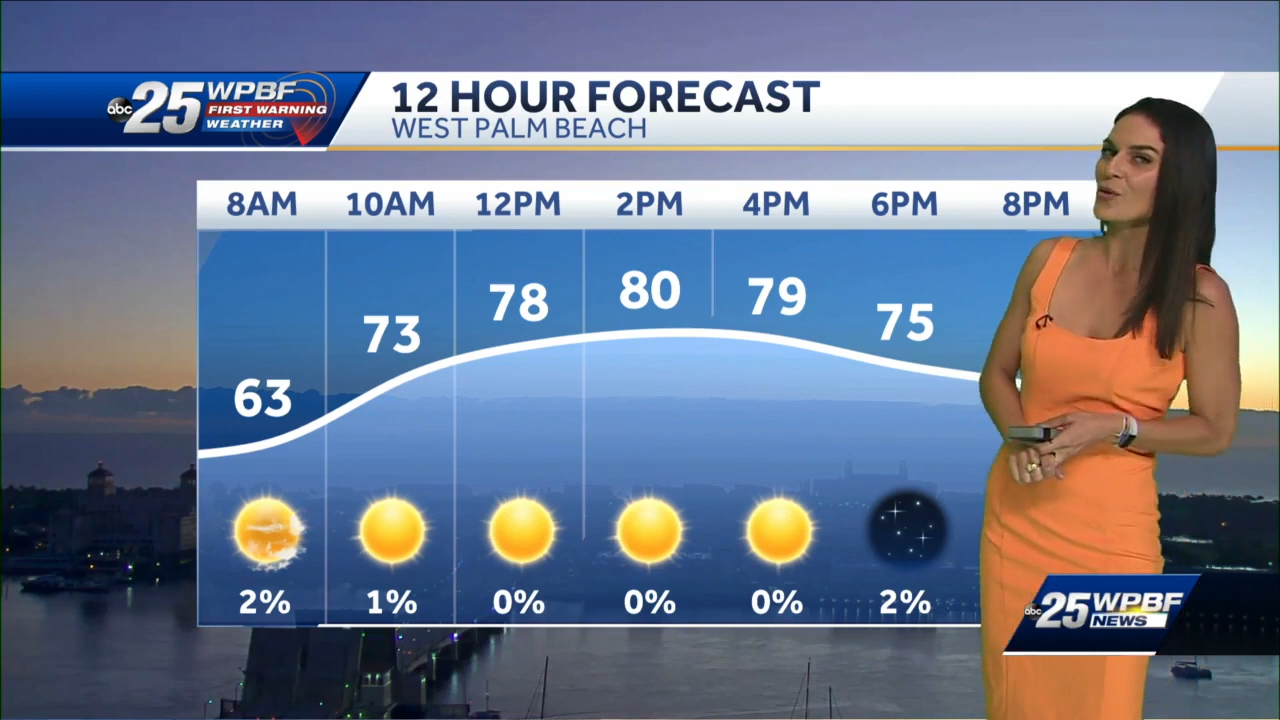 abc 25 WPBF
FIRST WARNING
WEATHER
12 HOUR FORECAST
WEST PALM BEACH
8AM 10AM 12PM 2PM 4PM 6PM 8PM
63 73 78 80 79 75
2% 1% 0% 0% 0% 2%
abc 25 WPBF
NEWS